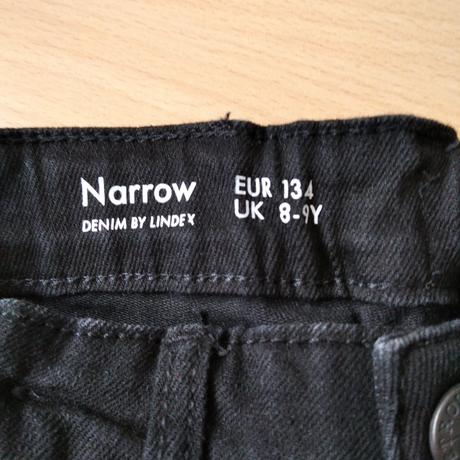 Narrow
DENIM BY LINDEX
EUR 134
UK 8-9Y